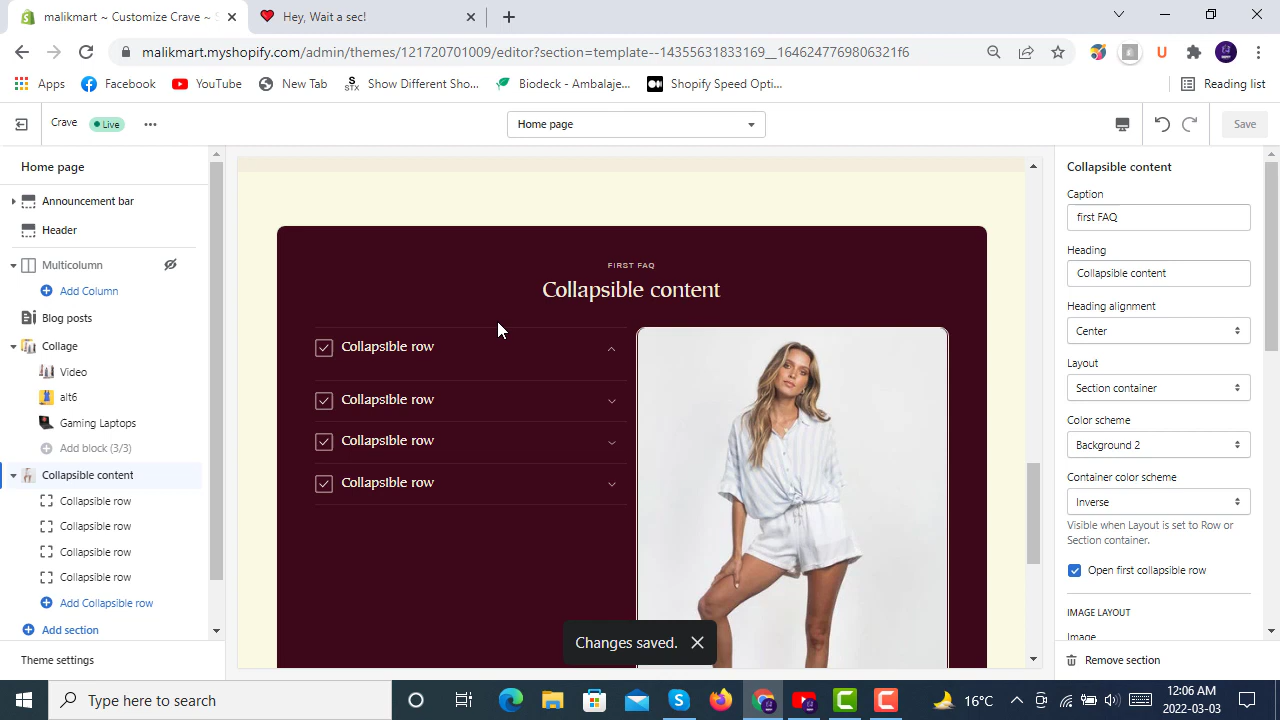 malikmart ~ Customize Crave ~ S
Hey, Wait a sec!
malikmart.myshopify.com/admin/themes/121720701009/editor?section=template--14355631833169__1646247769806321f6
Apps
Facebook
YouTube
New Tab
STX
Show Different Sho...
Biodeck - Ambalaje...
Shopify Speed Opti...
Reading list
Crave
Live
Home page
Save
Home page
Announcement bar
Header
Multicolumn
Add Column
Blog posts
Collage
Video
alt6
Gaming Laptops
Add block (3/3)
Collapsible content
Collapsible row
Collapsible row
Collapsible row
Collapsible row
Add Collapsible row
Add section
Theme settings
FIRST FAQ
Collapsible content
Collapsible row
Collapsible row
Collapsible row
Collapsible row
Changes saved.
Collapsible content
Caption
first FAQ
Heading
Collapsible content
Heading alignment
Center
Layout
Section container
Color scheme
Background 2
Container color scheme
Inverse
Visible when Layout is set to Row or
Section container.
Open first collapsible row
IMAGE LAYOUT
Image
Remove section
Type here to search
16°C
12:06 AM
2022-03-03